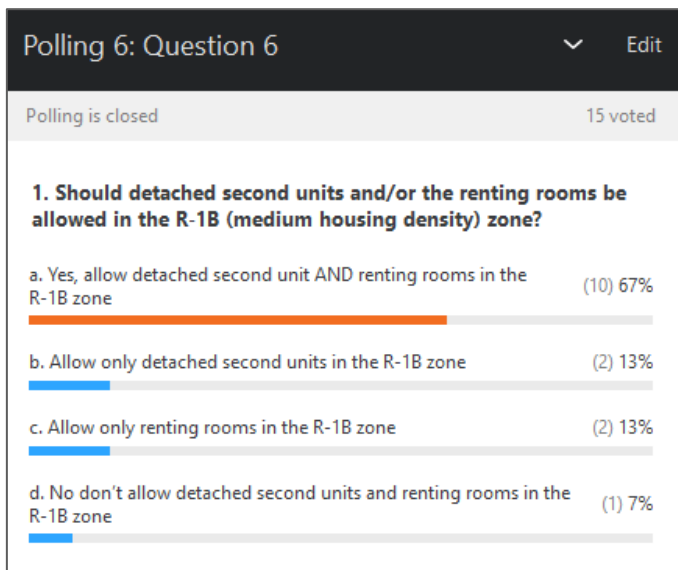 Polling 6: Question 6 Edit
Polling is closed 15 voted
1. Should detached second units and/or the renting rooms be
allowed in the R-1B (medium housing density) zone?
a. Yes, allow detached second unit AND renting rooms in the
R-1B zone
(10) 67%
b. Allow only detached second units in the R-1B zone (2) 13%
c. Allow only renting rooms in the R-1B zone (2) 13%
d. No don't allow detached second units and renting rooms in the
R-1B zone
(1) 7%